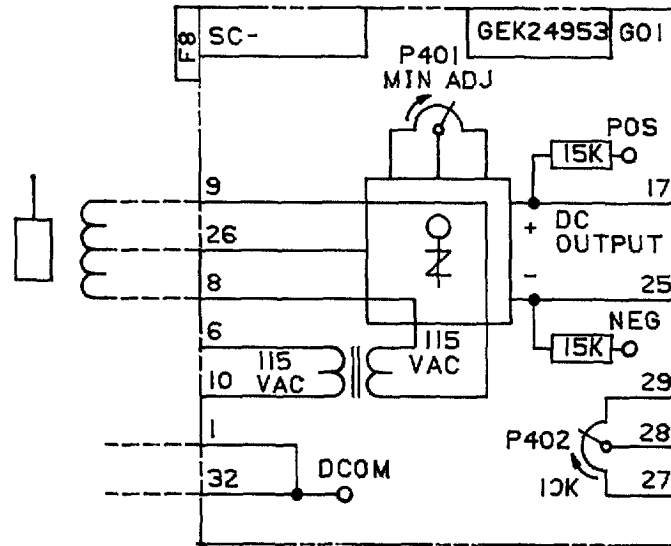 F8
SC-
GEK24953 G01
P401
MIN ADJ
POS
15K
9
17
+ DC
OUTPUT
26
-
8
25
NEG
6
115
VAC
115
VAC
15K
10
29
1
P402
28
32
DCOM
10K
27